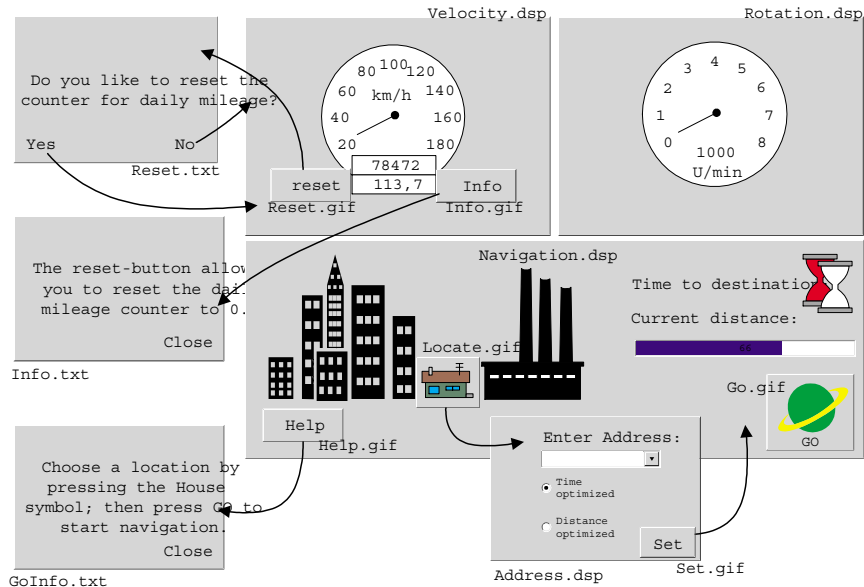 Velocity.dsp
Rotation.dsp
Do you like to reset the
counter for daily mileage?
Yes
No
Reset.txt
20
40
60
80
100
120
140
160
180
km/h
78472
113,7
reset
Info
Reset.gif
Info.gif
0
1
2
3
4
5
6
7
8
1000
U/min
The reset-button allow
you to reset the dai
mileage counter to 0.
Close
Info.txt
Navigation.dsp
Time to destination
Current distance:
66
Locate.gif
Go.gif
GO
Help
Help.gif
Enter Address:
Time
optimized
Distance
optimized
Set
Set.gif
Address.dsp
Choose a location by
pressing the House
symbol; then press GO to
start navigation.
Close
GoInfo.txt